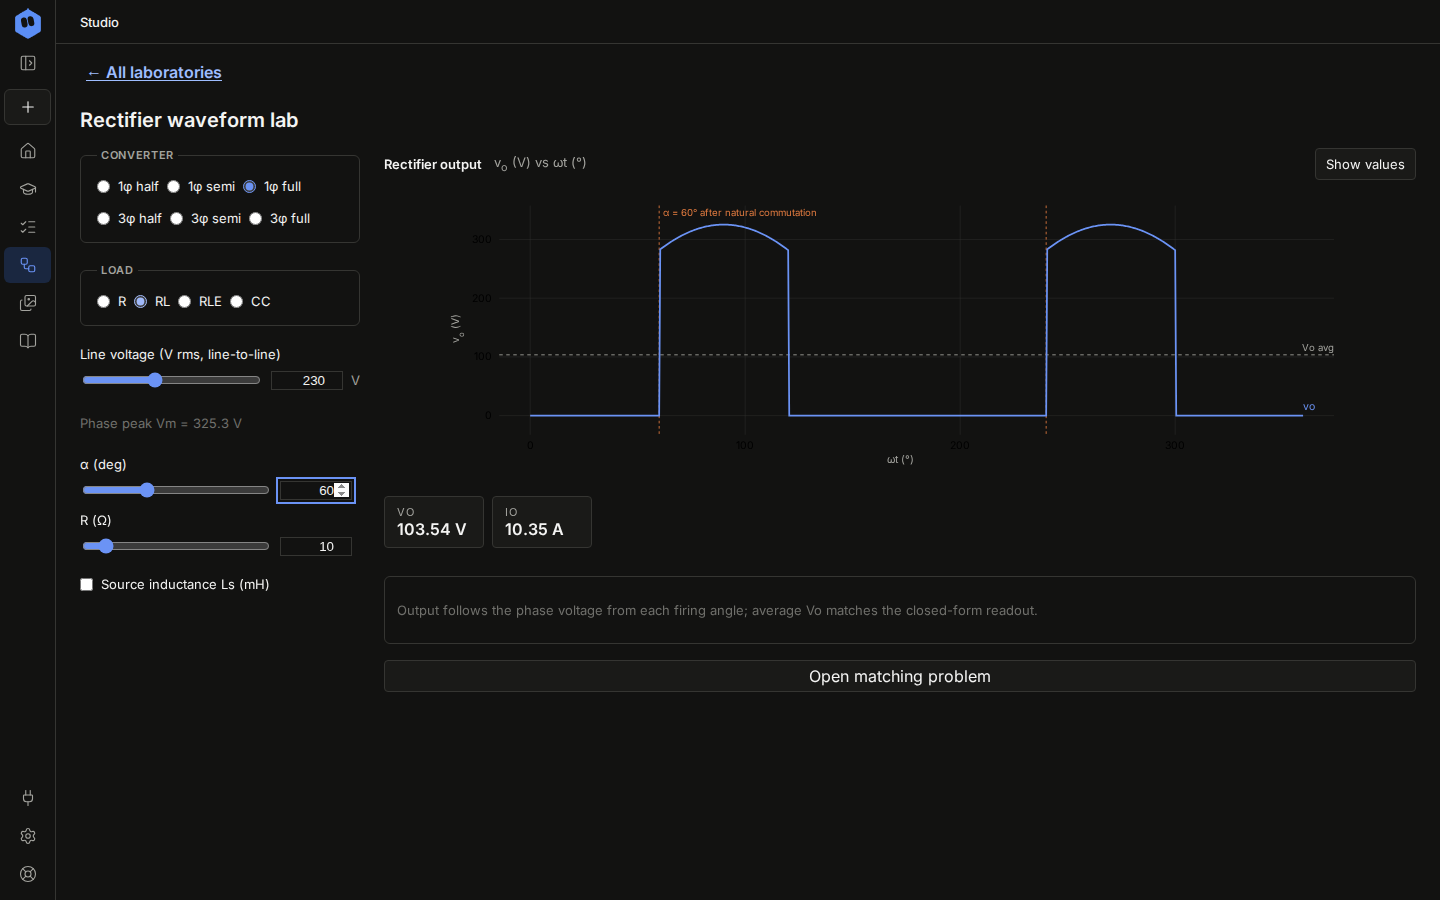 Studio
← All laboratories
Rectifier waveform lab
CONVERTER
1φ half 1φ semi 1φ full
3φ half 3φ semi 3φ full
LOAD
R RL RLE CC
Line voltage (V rms, line-to-line)
230 V
Phase peak Vm = 325.3 V
α (deg)
60
R (Ω)
10
Source inductance Ls (mH)
Rectifier output vo (V) vs ωt (°)
Show values
α = 60° after natural commutation
300
200
100
0
vo (V)
Vo avg
vo
0 100 200 300
ωt (°)
VO
103.54 V
IO
10.35 A
Output follows the phase voltage from each firing angle; average Vo matches the closed-form readout.
Open matching problem